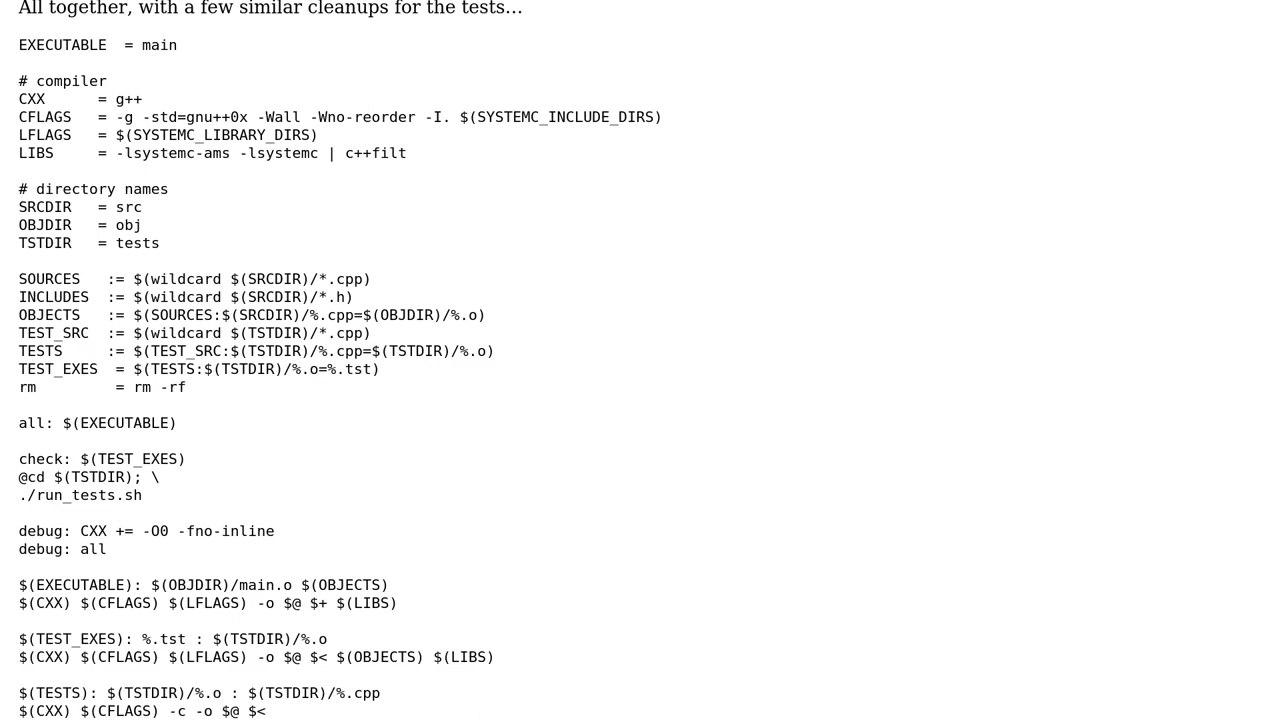 All together, with a few similar cleanups for the tests...
EXECUTABLE  = main
# compiler
CXX      = g++
CFLAGS   = -g -std=gnu++0x -Wall -Wno-reorder -I. $(SYSTEMC_INCLUDE_DIRS)
LFLAGS   = $(SYSTEMC_LIBRARY_DIRS)
LIBS     = -lsystemc-ams -lsystemc | c++filt
# directory names
SRCDIR   = src
OBJDIR   = obj
TSTDIR   = tests
SOURCES   := $(wildcard $(SRCDIR)/*.cpp)
INCLUDES  := $(wildcard $(SRCDIR)/*.h)
OBJECTS   := $(SOURCES:$(SRCDIR)/%.cpp=$(OBJDIR)/%.o)
TEST_SRC  := $(wildcard $(TSTDIR)/*.cpp)
TESTS     := $(TEST_SRC:$(TSTDIR)/%.cpp=$(TSTDIR)/%.o)
TEST_EXES  = $(TESTS:$(TSTDIR)/%.o=%.tst)
rm         = rm -rf
all: $(EXECUTABLE)
check: $(TEST_EXES)
@cd $(TSTDIR); \
./run_tests.sh
debug: CXX += -O0 -fno-inline
debug: all
$(EXECUTABLE): $(OBJDIR)/main.o $(OBJECTS)
$(CXX) $(CFLAGS) $(LFLAGS) -o $@ $+ $(LIBS)
$(TEST_EXES): %.tst : $(TSTDIR)/%.o
$(CXX) $(CFLAGS) $(LFLAGS) -o $@ $< $(OBJECTS) $(LIBS)
$(TESTS): $(TSTDIR)/%.o : $(TSTDIR)/%.cpp
$(CXX) $(CFLAGS) -c -o $@ $<